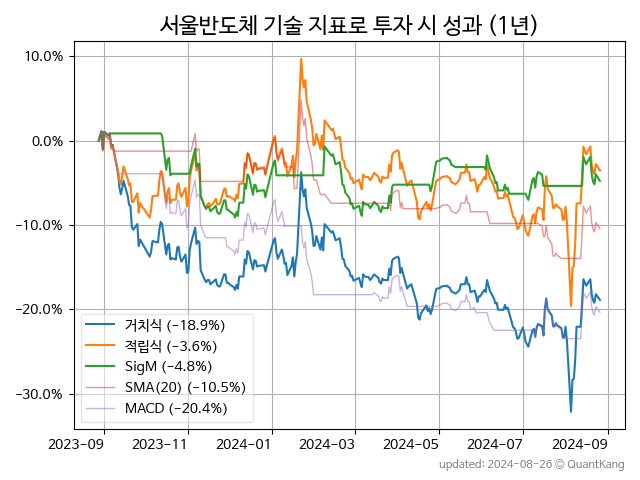 서울반도체 기술 지표로 투자 시 성과 (1년)
10.0%
0.0%
−10.0%
−20.0%
−30.0%
거치식 (−18.9%)
적립식 (−3.6%)
SigM (−4.8%)
SMA(20) (−10.5%)
MACD (−20.4%)
2023−09 2023−11 2024−01 2024−03 2024−05 2024−07 2024−09
updated: 2024−08−26 © QuantKang